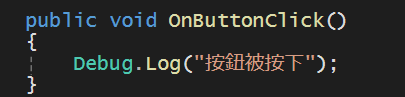 public void OnButtonClick()
{
    Debug.Log("按鈕被按下");
}